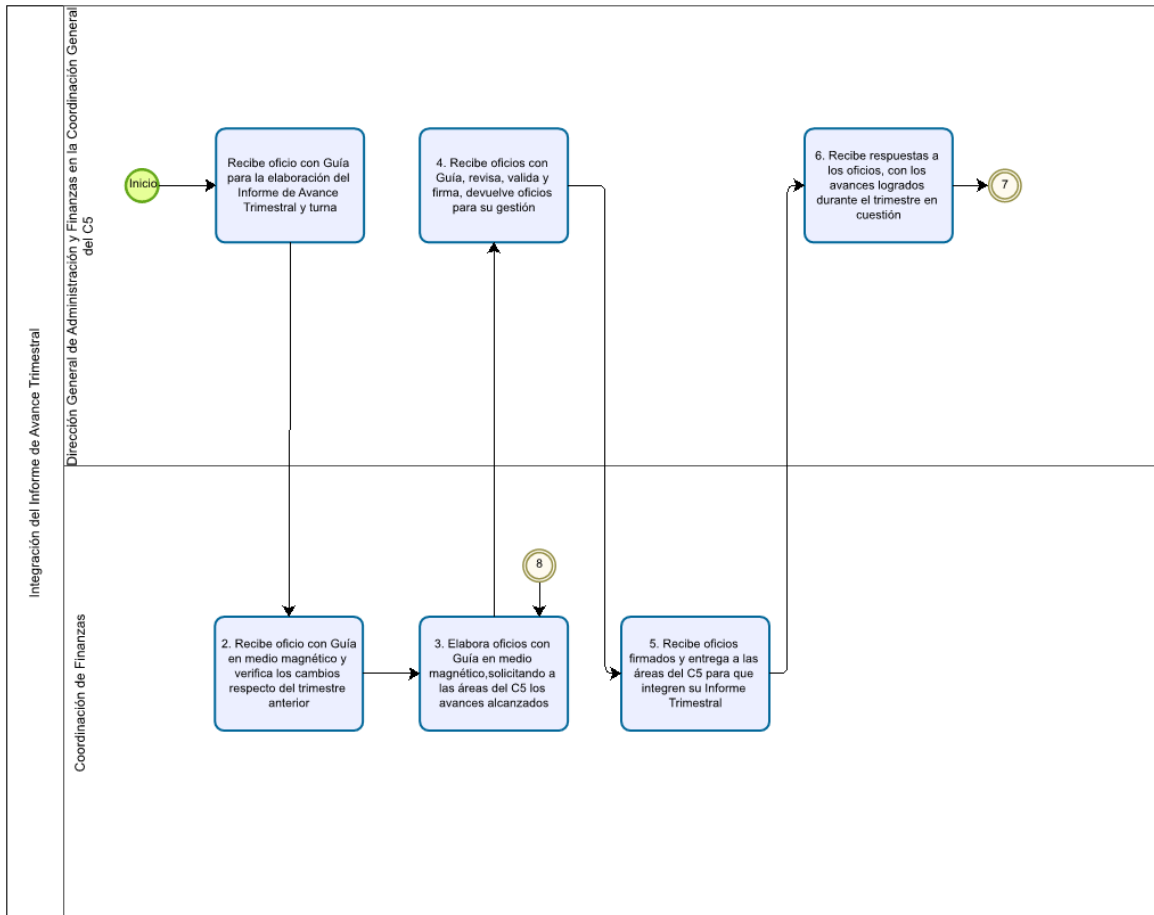 Integración del Informe de Avance Trimestral
Dirección General de Administración y Finanzas en la Coordinación General
del C5
Inicio
Recibe oficio con Guía
para la elaboración del
Informe de Avance
Trimestral y turna
4. Recibe oficios con
Guía, revisa, valida y
firma, devuelve oficios
para su gestión
6. Recibe respuestas a
los oficios, con los
avances logrados
durante el trimestre en
cuestión
7
Coordinación de Finanzas
8
2. Recibe oficio con Guía
en medio magnético y
verifica los cambios
respecto del trimestre
anterior
3. Elabora oficios con
Guía en medio
magnético,solicitando a
las áreas del C5 los
avances alcanzados
5. Recibe oficios
firmados y entrega a las
áreas del C5 para que
integren su Informe
Trimestral